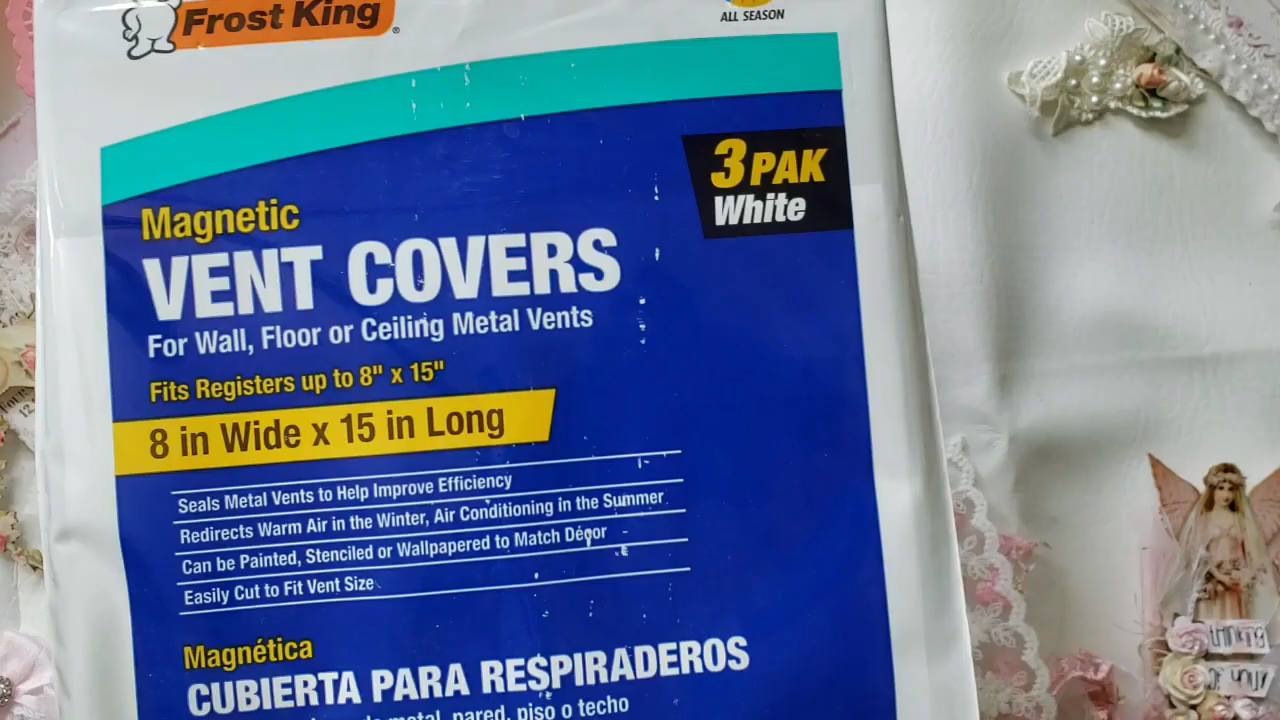 Frost King®
ALL SEASON
3 PAK
White
Magnetic
VENT COVERS
For Wall, Floor or Ceiling Metal Vents
Fits Registers up to 8" x 15"
8 in Wide x 15 in Long
Seals Metal Vents to Help Improve Efficiency
Redirects Warm Air in the Winter, Air Conditioning in the Summer
Can be Painted, Stenciled or Wallpapered to Match Décor
Easily Cut to Fit Vent Size
Magnética
CUBIERTA PARA RESPIRADEROS
metal, pared, piso o techo
thinking